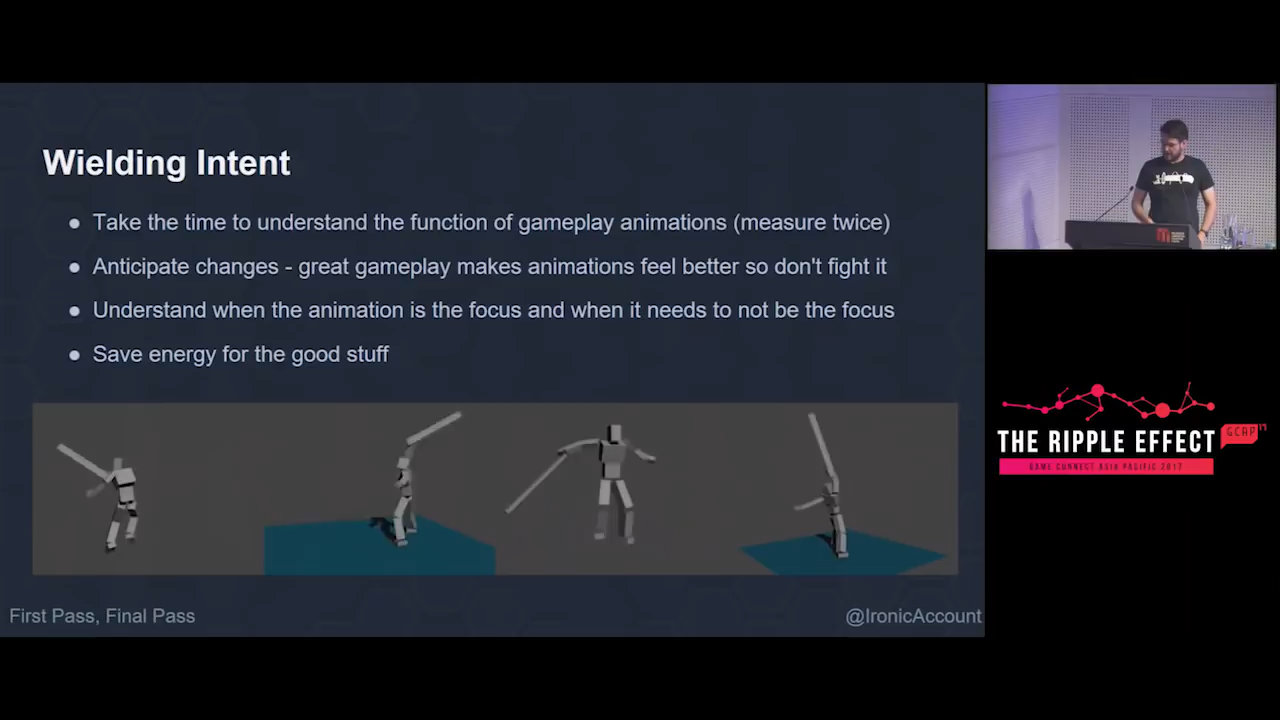 Wielding Intent
● Take the time to understand the function of gameplay animations (measure twice)
● Anticipate changes - great gameplay makes animations feel better so don't fight it
● Understand when the animation is the focus and when it needs to not be the focus
● Save energy for the good stuff
First Pass, Final Pass
@IronicAccount
THE RIPPLE EFFECT
GCAP17
GAME CONNECT ASIA PACIFIC 2017